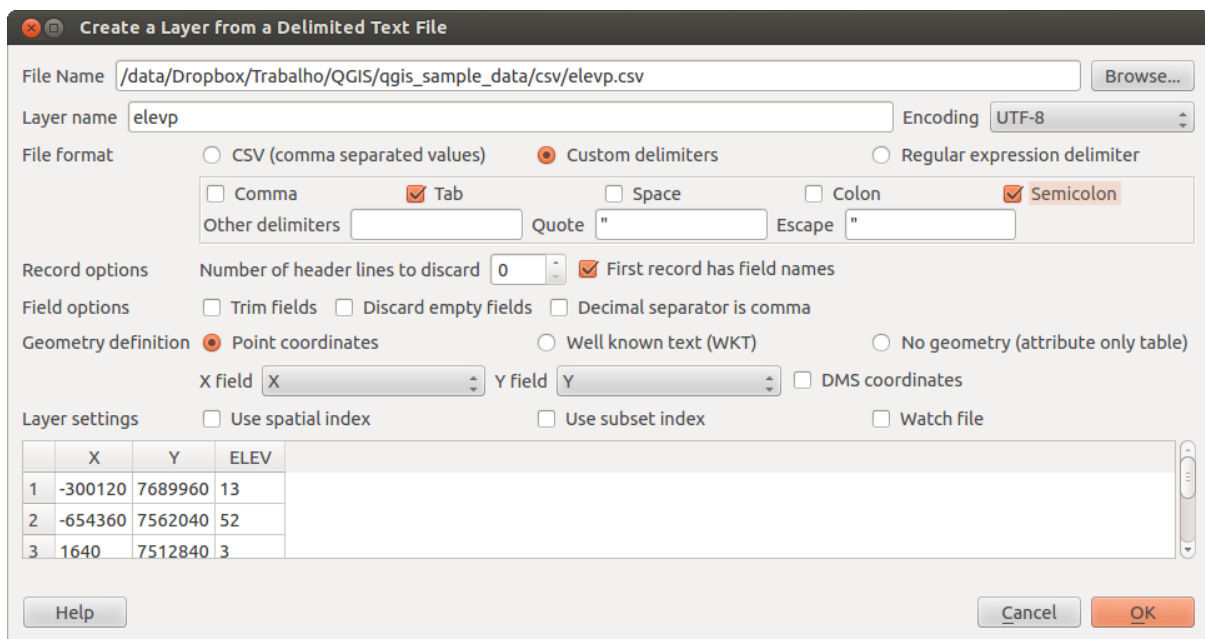 Create a Layer from a Delimited Text File
File Name /data/Dropbox/Trabalho/QGIS/qgis_sample_data/csv/elevp.csv Browse...
Layer name elevp Encoding UTF-8
File format CSV (comma separated values) Custom delimiters Regular expression delimiter
Comma Tab Space Colon Semicolon
Other delimiters Quote " Escape "
Record options Number of header lines to discard 0 First record has field names
Field options Trim fields Discard empty fields Decimal separator is comma
Geometry definition Point coordinates Well known text (WKT) No geometry (attribute only table)
X field X Y field Y DMS coordinates
Layer settings Use spatial index Use subset index Watch file
X Y ELEV
1 -300120 7689960 13
2 -654360 7562040 52
3 1640 7512840 3
Help Cancel OK